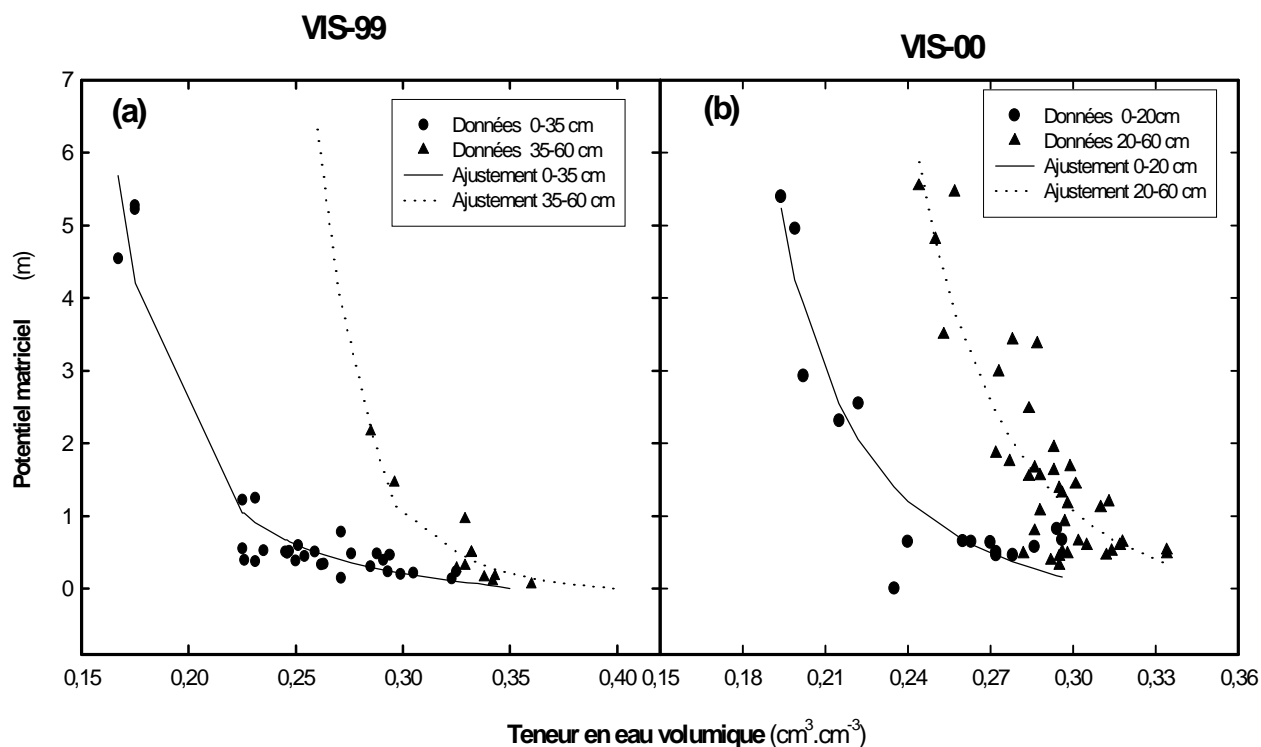 VIS-99
VIS-00
(a)
Données 0-35 cm
Données 35-60 cm
Ajustement 0-35 cm
Ajustement 35-60 cm
(b)
Données 0-20cm
Données 20-60 cm
Ajustement 0-20 cm
Ajustement 20-60 cm
Potentiel matriciel (m)
7
6
5
4
3
2
1
0
0,15 0,20 0,25 0,30 0,35 0,40
0,15 0,18 0,21 0,24 0,27 0,30 0,33 0,36
Teneur en eau volumique (cm³.cm⁻³)